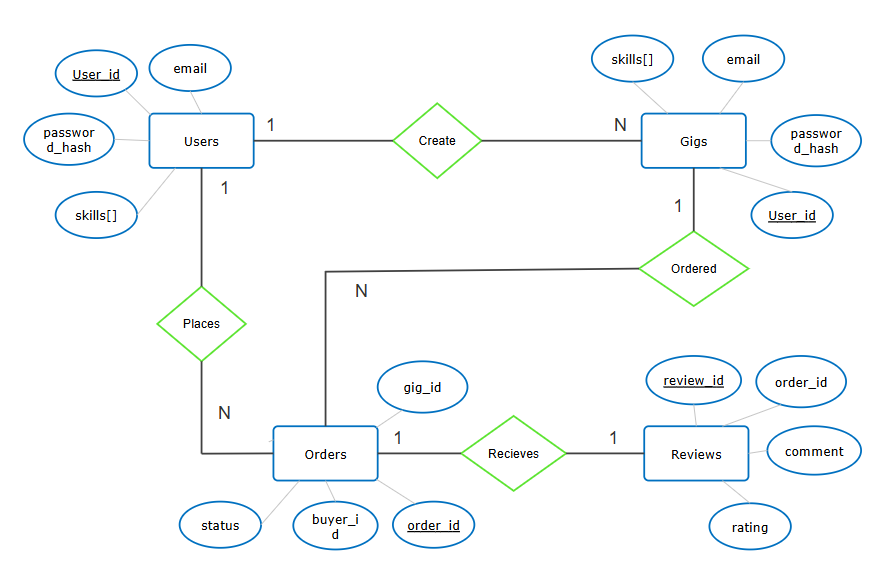 skills[]
email
User_id
email
1
N
passwor
d_hash
Users
Create
Gigs
passwor
d_hash
1
1
skills[]
User_id
Ordered
N
Places
review_id
order_id
gig_id
N
1
1
Orders
Recieves
Reviews
comment
status
buyer_i
d
order_id
rating